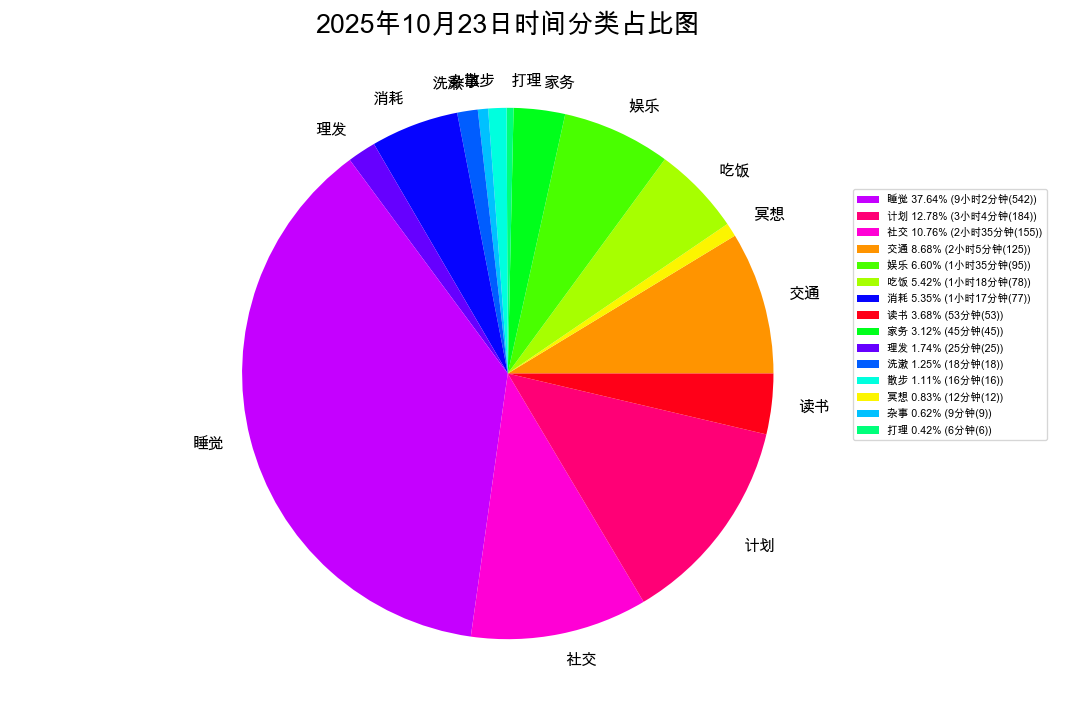 2025年10月23日时间分类占比图
洗漱
杂事
散步
打理
家务
消耗
娱乐
理发
吃饭
冥想
交通
读书
睡觉
计划
社交
睡觉 37.64% (9小时2分钟(542))
计划 12.78% (3小时4分钟(184))
社交 10.76% (2小时35分钟(155))
交通 8.68% (2小时5分钟(125))
娱乐 6.60% (1小时35分钟(95))
吃饭 5.42% (1小时18分钟(78))
消耗 5.35% (1小时17分钟(77))
读书 3.68% (53分钟(53))
家务 3.12% (45分钟(45))
理发 1.74% (25分钟(25))
洗漱 1.25% (18分钟(18))
散步 1.11% (16分钟(16))
冥想 0.83% (12分钟(12))
杂事 0.62% (9分钟(9))
打理 0.42% (6分钟(6))